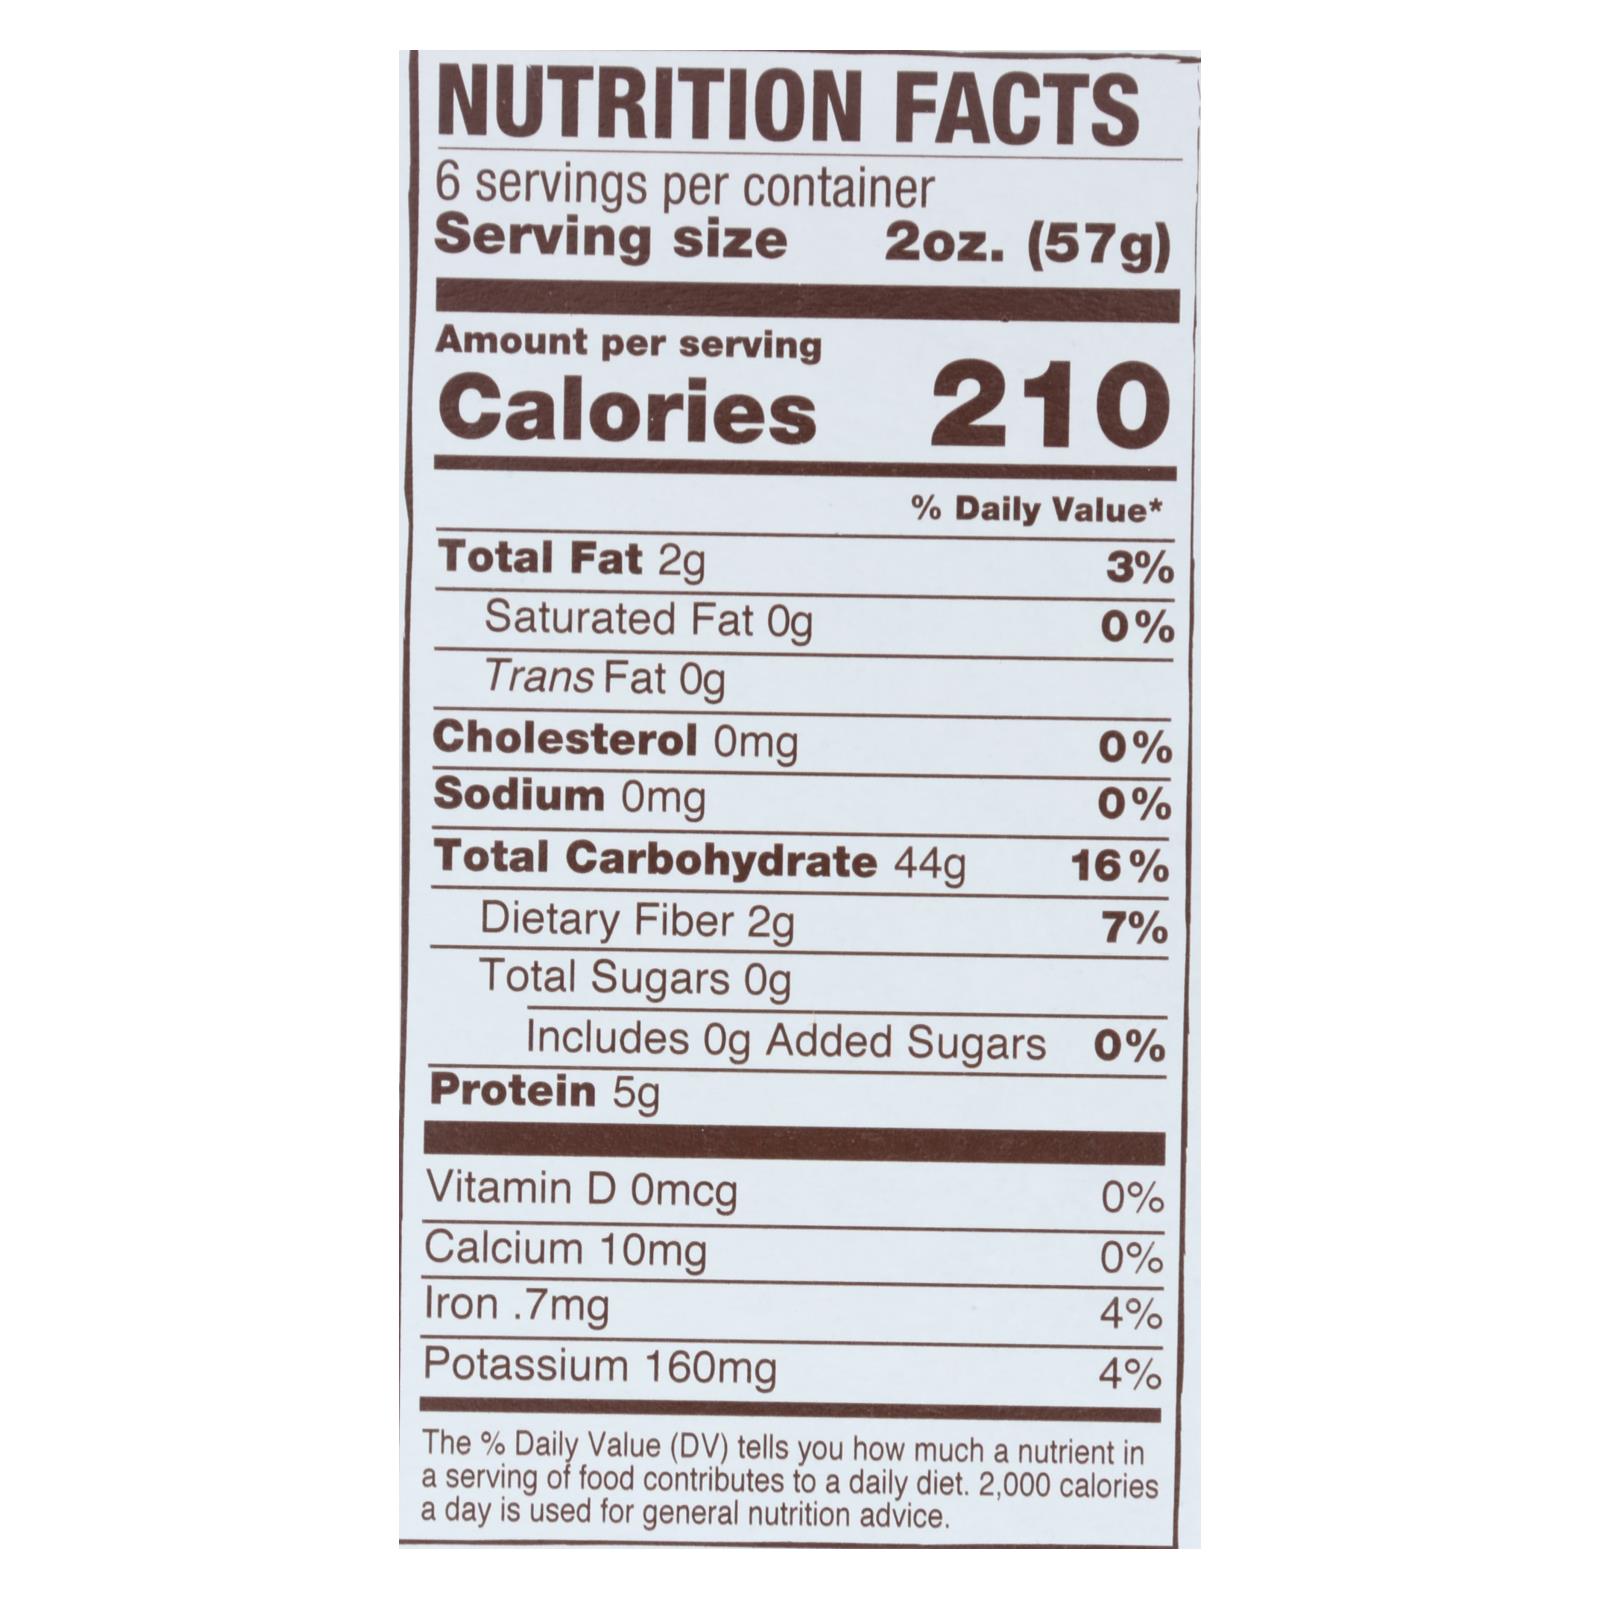 NUTRITION FACTS
6 servings per container
Serving size 2oz. (57g)
Amount per serving
Calories 210
% Daily Value*
Total Fat 2g 3%
Saturated Fat 0g 0%
Trans Fat 0g
Cholesterol 0mg 0%
Sodium 0mg 0%
Total Carbohydrate 44g 16%
Dietary Fiber 2g 7%
Total Sugars 0g
Includes 0g Added Sugars 0%
Protein 5g
Vitamin D 0mcg 0%
Calcium 10mg 0%
Iron .7mg 4%
Potassium 160mg 4%
The % Daily Value (DV) tells you how much a nutrient in
a serving of food contributes to a daily diet. 2,000 calories
a day is used for general nutrition advice.